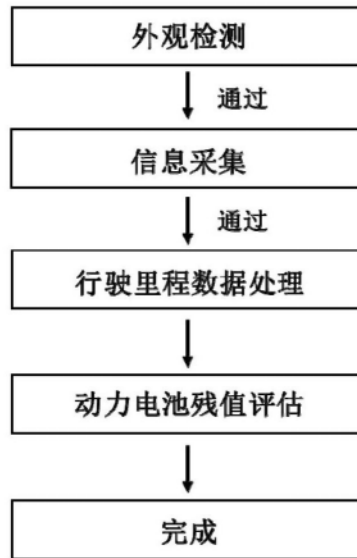 外观检测
通过
信息采集
通过
行驶里程数据处理
动力电池残值评估
完成